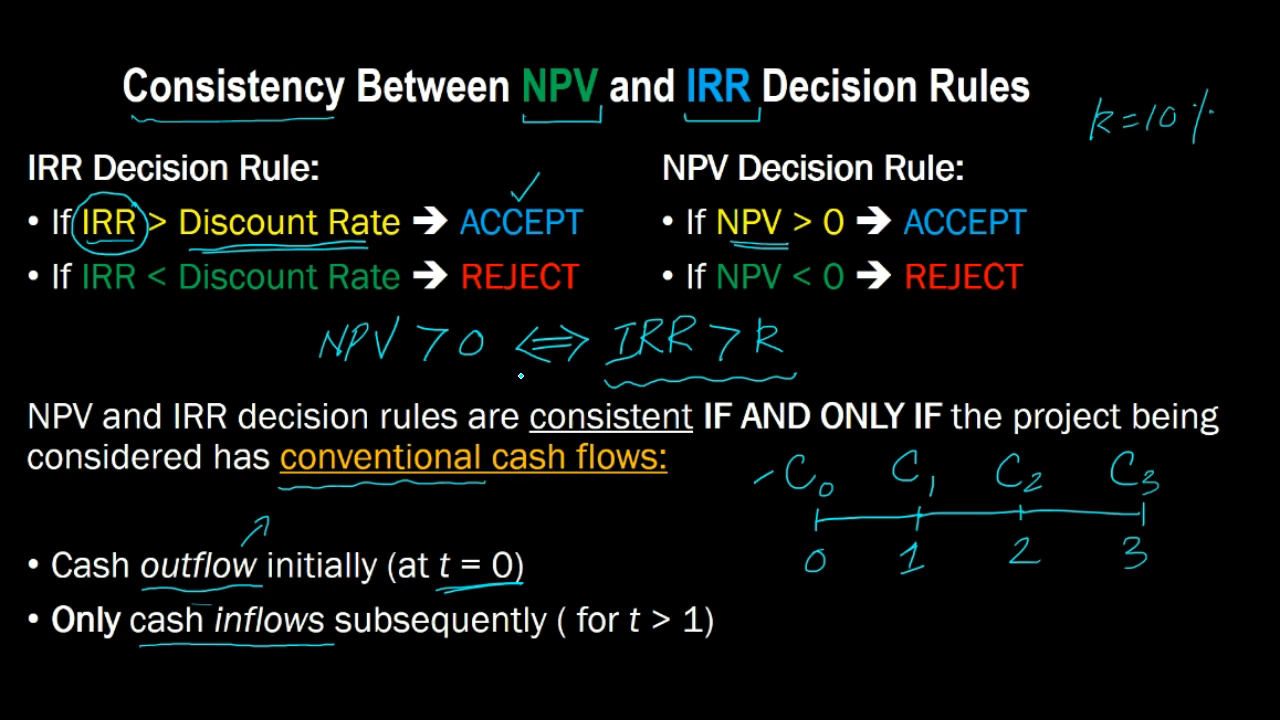 Consistency Between NPV and IRR Decision Rules
k=10%
IRR Decision Rule:
• If IRR > Discount Rate → ACCEPT
• If IRR < Discount Rate → REJECT
NPV Decision Rule:
• If NPV > 0 → ACCEPT
• If NPV < 0 → REJECT
NPV > 0 ⟺ IRR > k
NPV and IRR decision rules are consistent IF AND ONLY IF the project being
considered has conventional cash flows:
-C₀ C₁ C₂ C₃
0 1 2 3
• Cash outflow initially (at t = 0)
• Only cash inflows subsequently ( for t > 1)